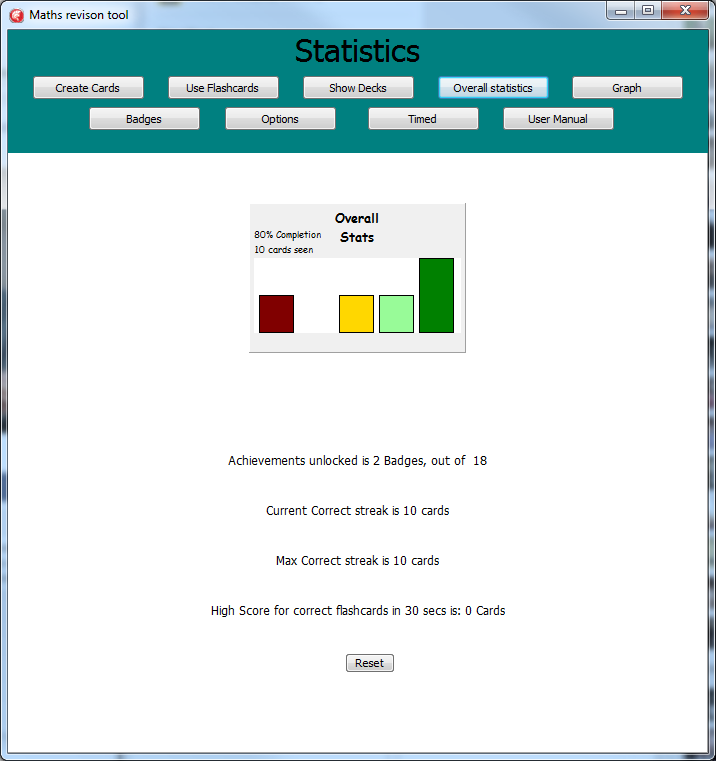 Maths revison tool
Statistics
Create Cards Use Flashcards Show Decks Overall statistics Graph
Badges Options Timed User Manual
Overall
Stats
80% Completion
10 cards seen
Achievements unlocked is 2 Badges, out of 18
Current Correct streak is 10 cards
Max Correct streak is 10 cards
High Score for correct flashcards in 30 secs is: 0 Cards
Reset